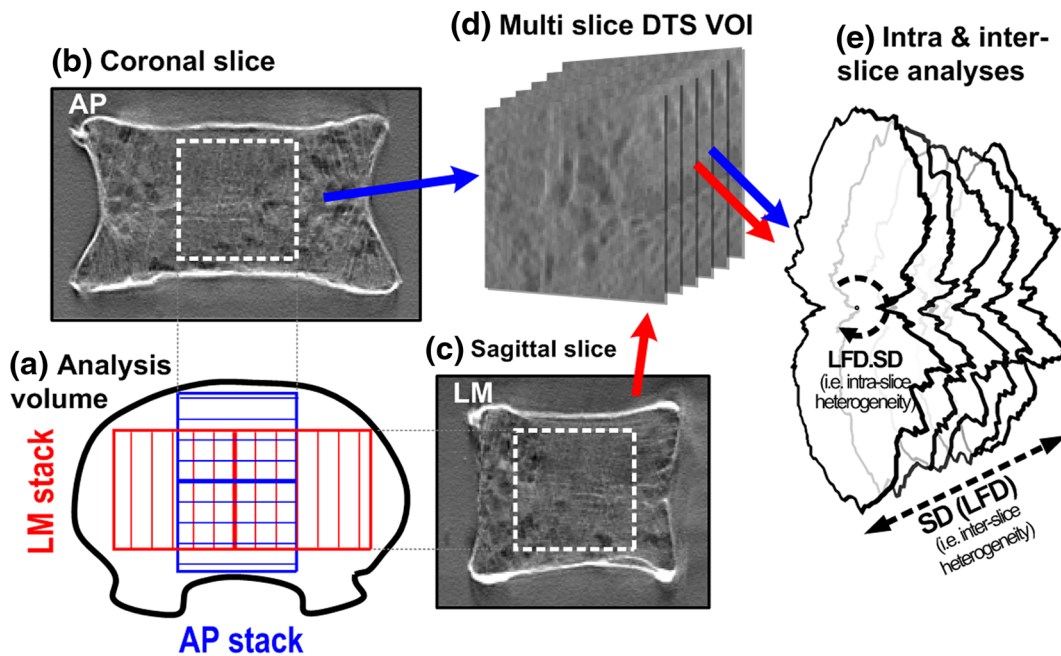 (a) Analysis
volume
LM stack
AP stack
(b) Coronal slice
AP
(c) Sagittal slice
LM
(d) Multi slice DTS VOI
(e) Intra & inter-
slice analyses
LFD.SD
(i.e. intra-slice
heterogeneity)
SD (LFD)
(i.e. inter-slice
heterogeneity)